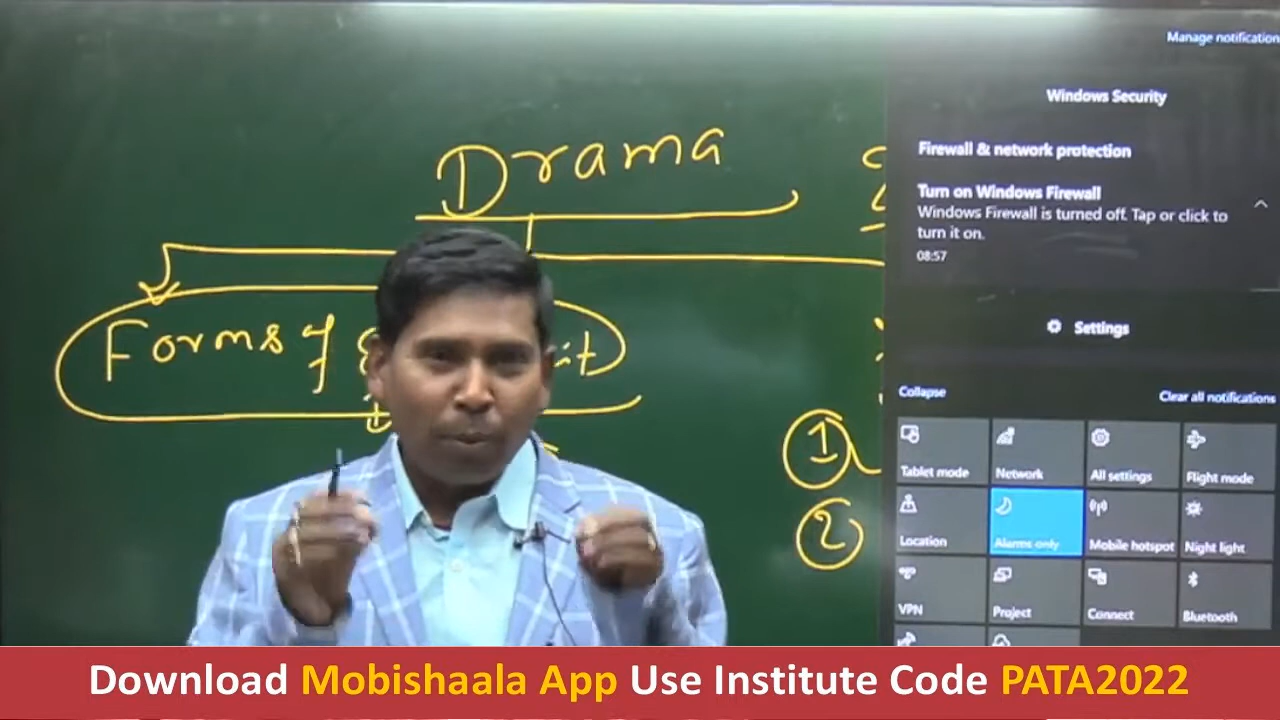 Drama
Forms of
1
2
Manage notification
Windows Security
Firewall & network protection
Turn on Windows Firewall
Windows Firewall is turned off. Tap or click to
turn it on.
08:57
Settings
Collapse
Clear all notifications
Tablet mode
Network
All settings
Flight mode
Location
Alarms only
Mobile hotspot
Night light
VPN
Project
Connect
Bluetooth
Download Mobishaala App Use Institute Code PATA2022